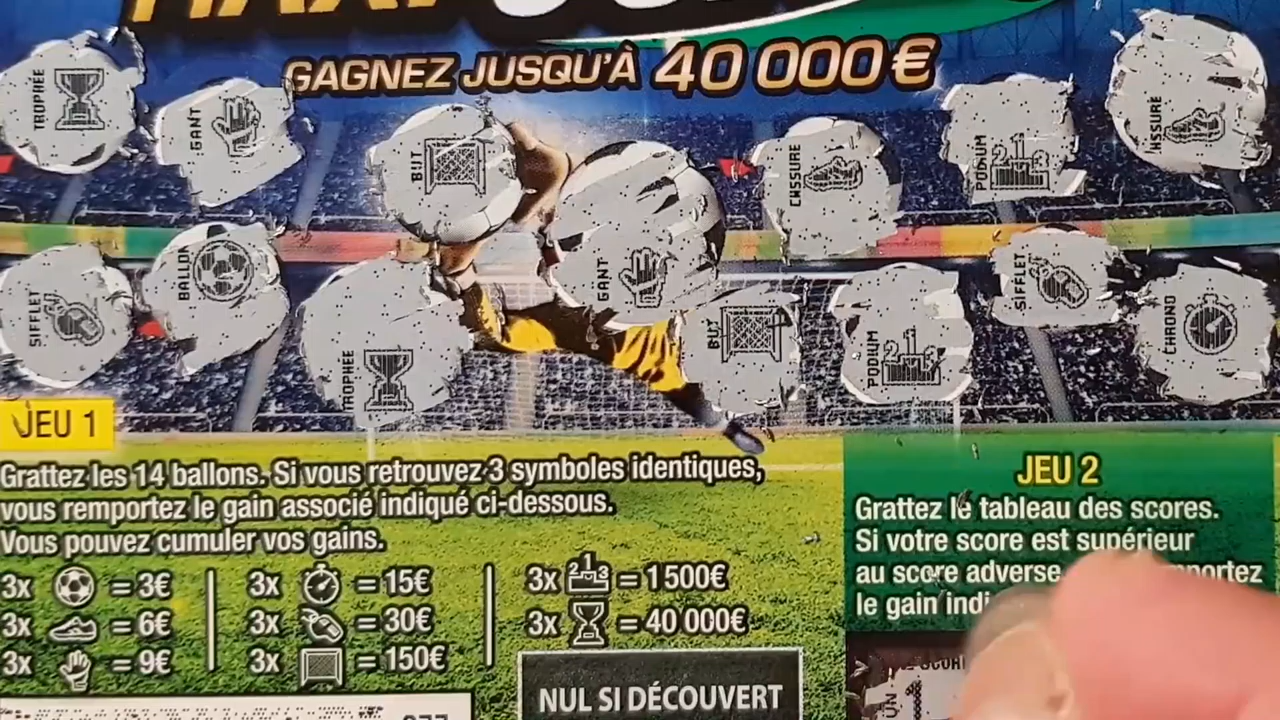 GAGNEZ JUSQU'À 40 000 €
TROPHÉE
GANT
BUT
GANT
CHSSURE
PODIUM
HSSURE
SIFFLET
BALLON
TROPHÉE
BUT
PODIUM
SIFFLET
CHRONO
JEU 1
Grattez les 14 ballons. Si vous retrouvez 3 symboles identiques,
vous remportez le gain associé indiqué ci-dessous.
Vous pouvez cumuler vos gains.
3x = 3€
3x = 6€
3x = 9€
3x = 15€
3x = 30€
3x = 150€
3x = 1500€
3x = 40 000€
NUL SI DÉCOUVERT
JEU 2
Grattez le tableau des scores.
Si votre score est supérieur
au score adverse
le gain
1
UN